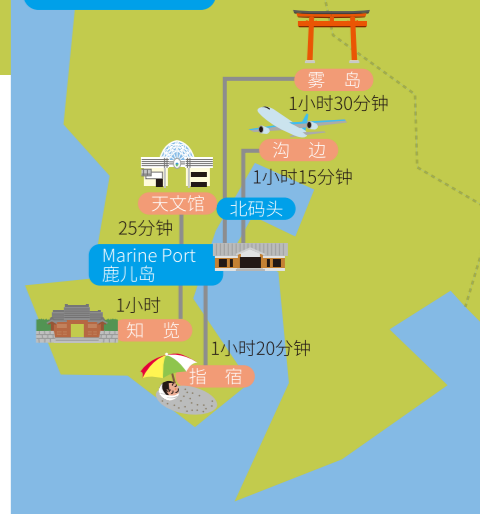 雾 岛
1小时30分钟
沟 边
1小时15分钟
天文馆
北码头
25分钟
Marine Port
鹿儿岛
1小时
知 览
1小时20分钟
指 宿